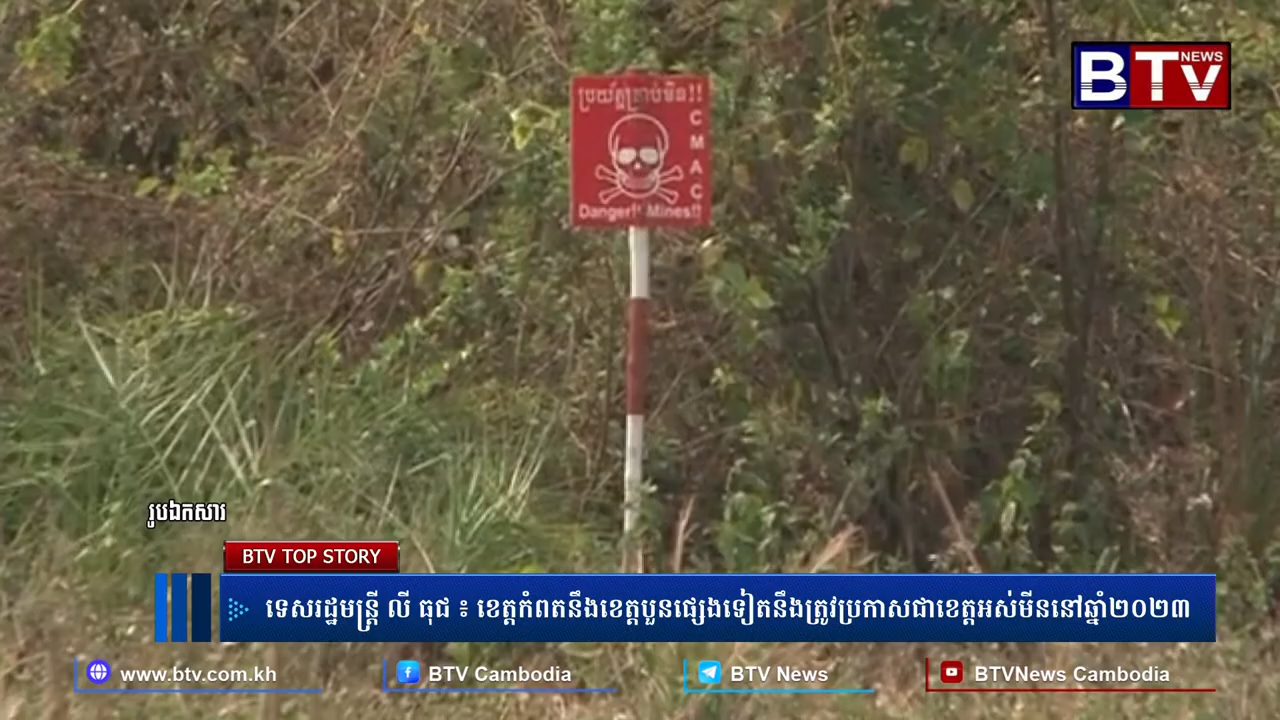 BTV NEWS
ប្រយ័ត្នគ្រាប់មីន!!
CMAC
Danger!! Mines!!
រូបឯកសារ
BTV TOP STORY
ទេសរដ្ឋមន្ត្រី លី ធុជ ៖ ខេត្តកំពតនឹងខេត្តបួនផ្សេងទៀតនឹងត្រូវប្រកាសជាខេត្តអស់មីននៅឆ្នាំ២០២៣
www.btv.com.kh
BTV Cambodia
BTV News
BTVNews Cambodia